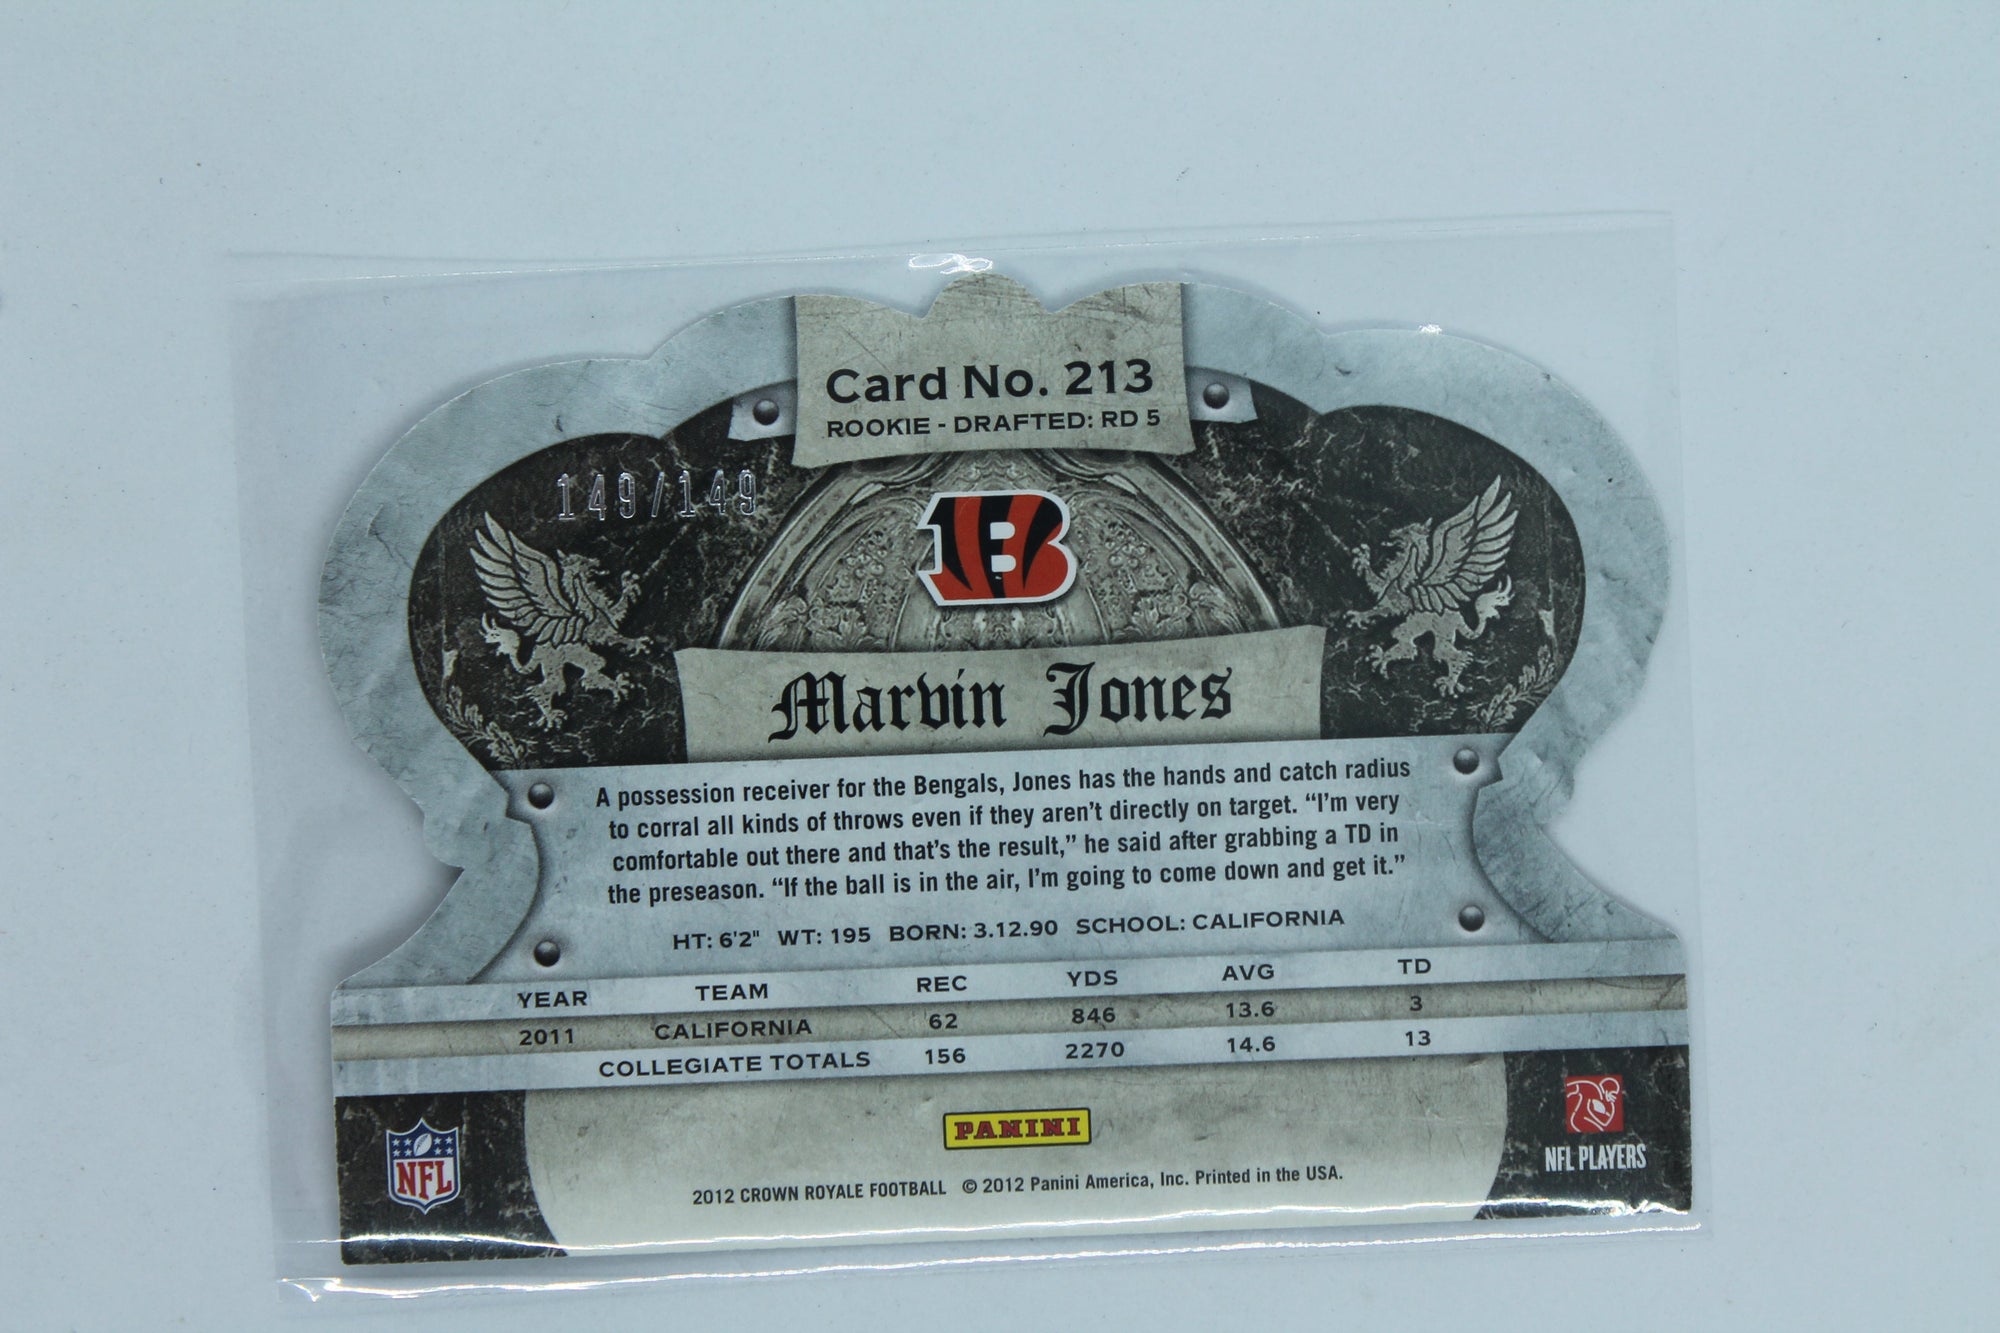 Card No. 213
ROOKIE - DRAFTED: RD 5
149/149
B
Marvin Jones
A possession receiver for the Bengals, Jones has the hands and catch radius
to corral all kinds of throws even if they aren't directly on target. “I'm very
comfortable out there and that's the result,” he said after grabbing a TD in
the preseason. “If the ball is in the air, I'm going to come down and get it.”
HT: 6'2" WT: 195 BORN: 3.12.90 SCHOOL: CALIFORNIA
YEAR TEAM REC YDS AVG TD
2011 CALIFORNIA 62 846 13.6 3
COLLEGIATE TOTALS 156 2270 14.6 13
NFL
PANINI
NFL PLAYERS
2012 CROWN ROYALE FOOTBALL © 2012 Panini America, Inc. Printed in the USA.